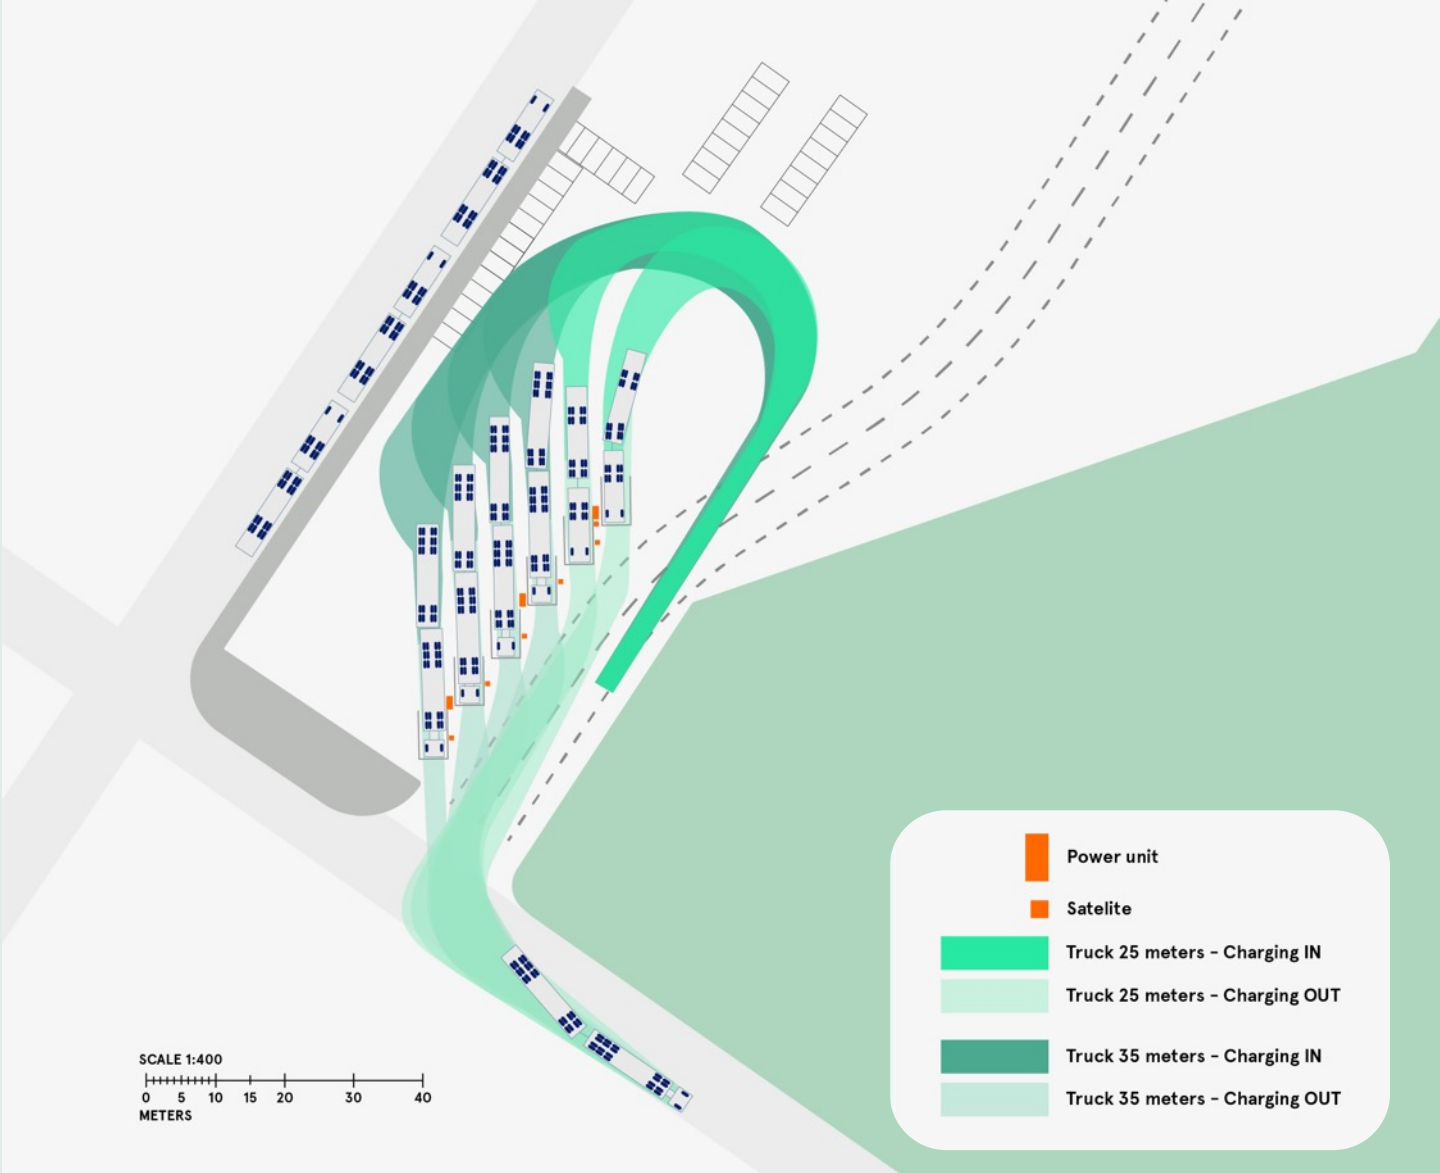 Power unit
Satelite
Truck 25 meters - Charging IN
Truck 25 meters - Charging OUT
Truck 35 meters - Charging IN
Truck 35 meters - Charging OUT
SCALE 1:400
0 5 10 15 20 30 40
METERS